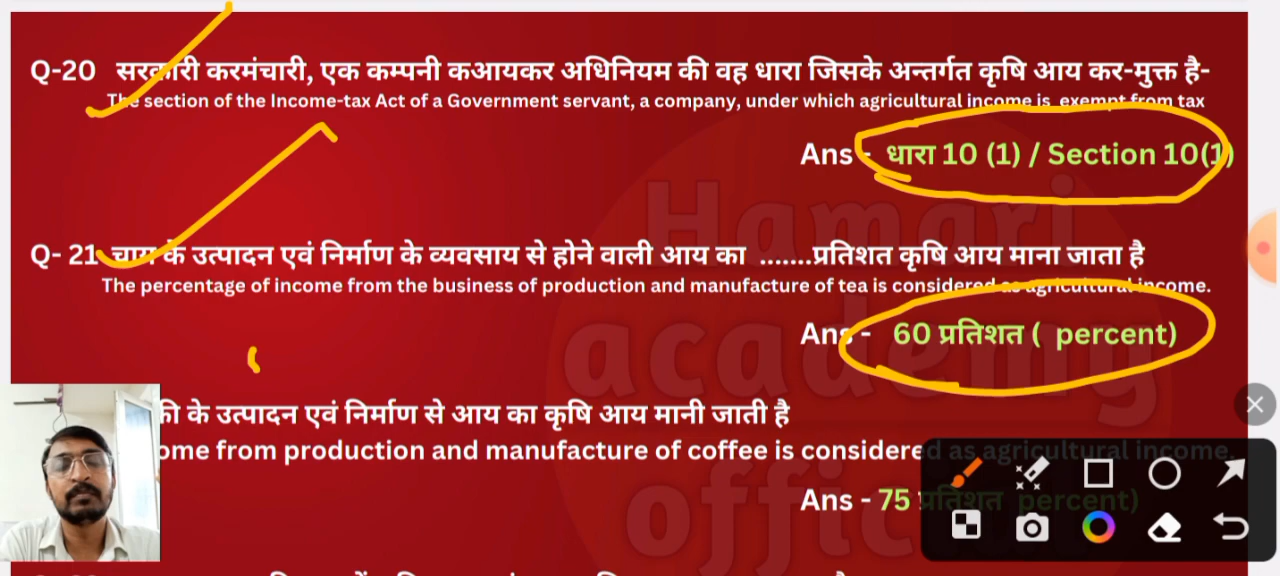 Q-20 सरकारी करमंचारी, एक कम्पनी कआयकर अधिनियम की वह धारा जिसके अन्तर्गत कृषि आय कर-मुक्त है-
The section of the Income-tax Act of a Government servant, a company, under which agricultural income is exempt from tax
Ans - धारा 10 (1) / Section 10(1)
Q- 21 चाय के उत्पादन एवं निर्माण के व्यवसाय से होने वाली आय का .......प्रतिशत कृषि आय माना जाता है
The percentage of income from the business of production and manufacture of tea is considered as agricultural income.
Ans - 60 प्रतिशत ( percent)
के उत्पादन एवं निर्माण से आय का कृषि आय मानी जाती है
from production and manufacture of coffee is considered as agricultural income.
Ans - 75 प्रतिशत percent)
Hamari
academy